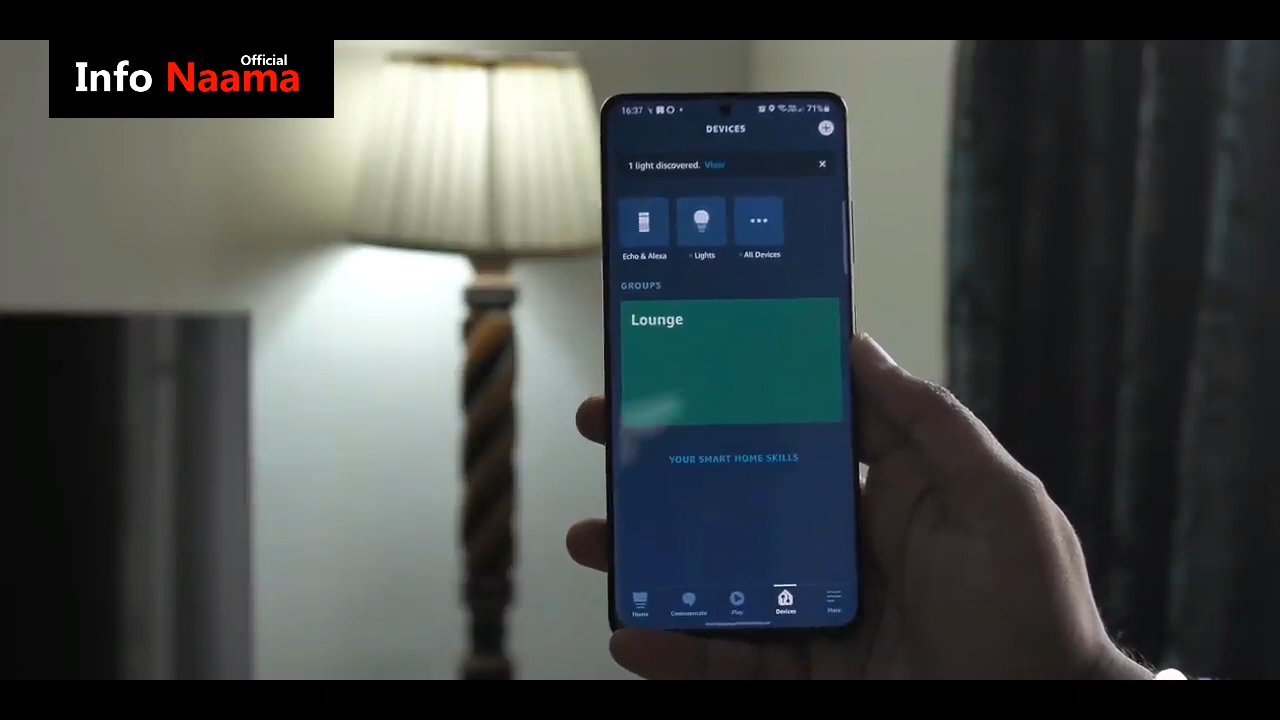 Official
Info Naama
16:37
71%
DEVICES
1 light discovered. View
Echo & Alexa
Lights
All Devices
GROUPS
Lounge
YOUR SMART HOME SKILLS
Home
Communicate
Play
Devices
More